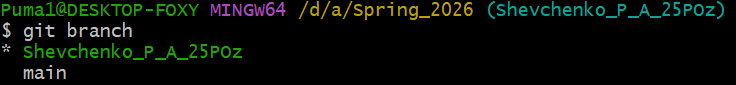 Puma1@DESKTOP-FOXY MINGW64 /d/a/Spring_2026 (Shevchenko_P_A_25POz)
$ git branch
* Shevchenko_P_A_25POz
  main